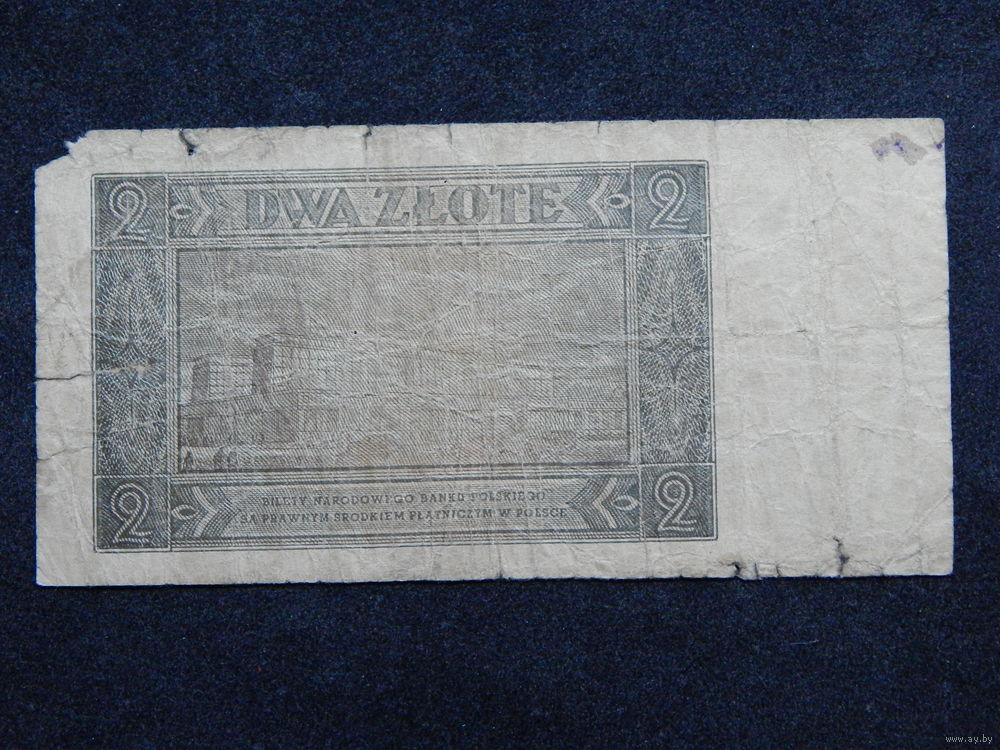 2 DWA ZŁOTE 2
2 BILETY NARODOWEGO BANKU POLSKIEGO 2
SĄ PRAWNYM ŚRODKIEM PŁATNICZYM W POLSCE
www.ay.by